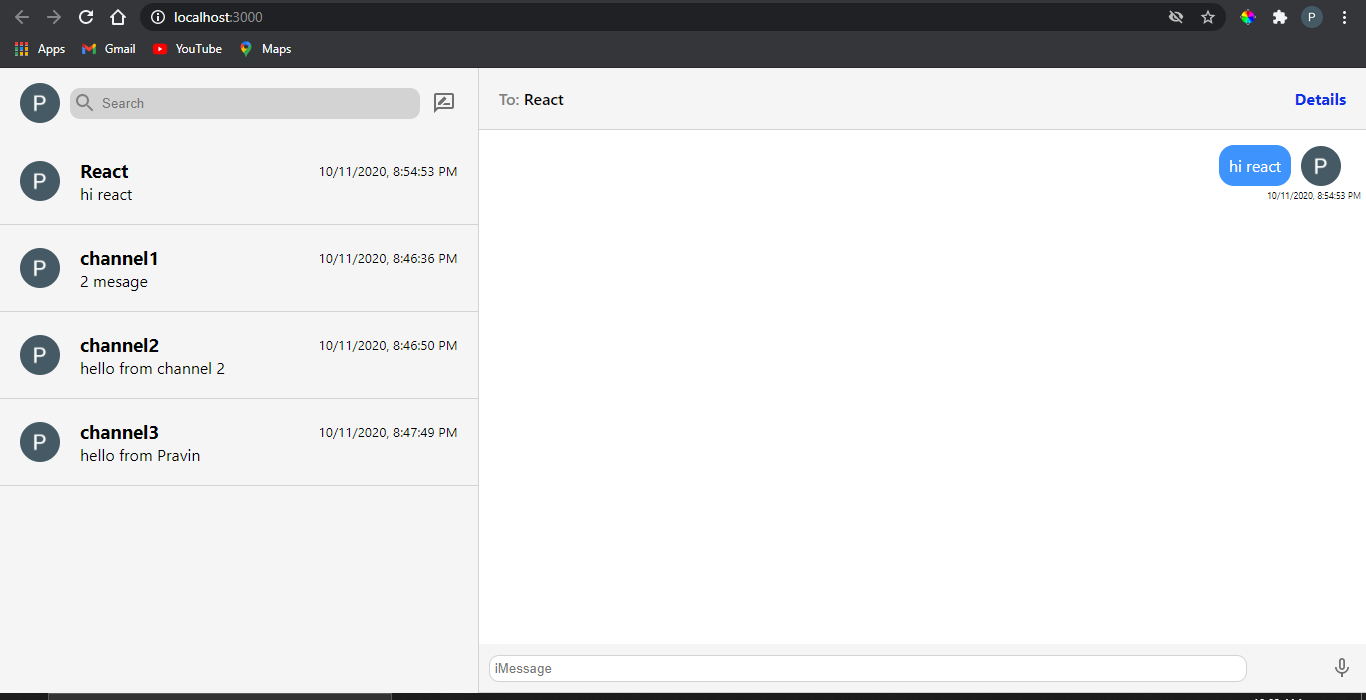 localhost:3000
P
Apps Gmail YouTube Maps
P Search
P React 10/11/2020, 8:54:53 PM
hi react
P channel1 10/11/2020, 8:46:36 PM
2 mesage
P channel2 10/11/2020, 8:46:50 PM
hello from channel 2
P channel3 10/11/2020, 8:47:49 PM
hello from Pravin
To: React Details
hi react P
10/11/2020, 8:54:53 PM
iMessage